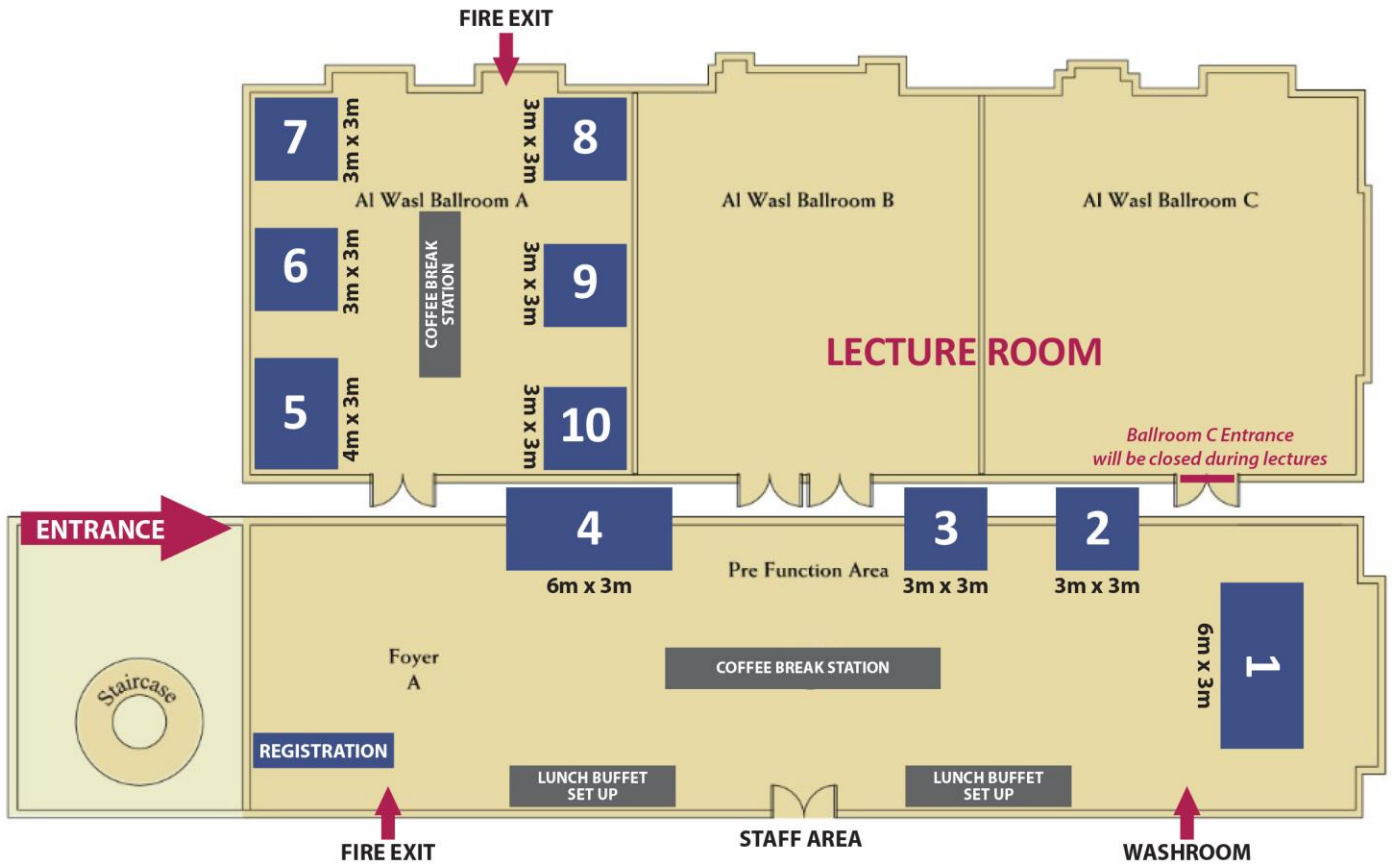 FIRE EXIT
7
3m x 3m
3m x 3m
8
Al Wasl Ballroom A
Al Wasl Ballroom B
Al Wasl Ballroom C
6
3m x 3m
COFFEE BREAK
STATION
3m x 3m
9
LECTURE ROOM
5
4m x 3m
3m x 3m
10
Ballroom C Entrance
will be closed during lectures
ENTRANCE
4
6m x 3m
Pre Function Area
3
3m x 3m
2
3m x 3m
1
6m x 3m
Foyer
A
COFFEE BREAK STATION
Staircase
REGISTRATION
LUNCH BUFFET
SET UP
LUNCH BUFFET
SET UP
FIRE EXIT
STAFF AREA
WASHROOM